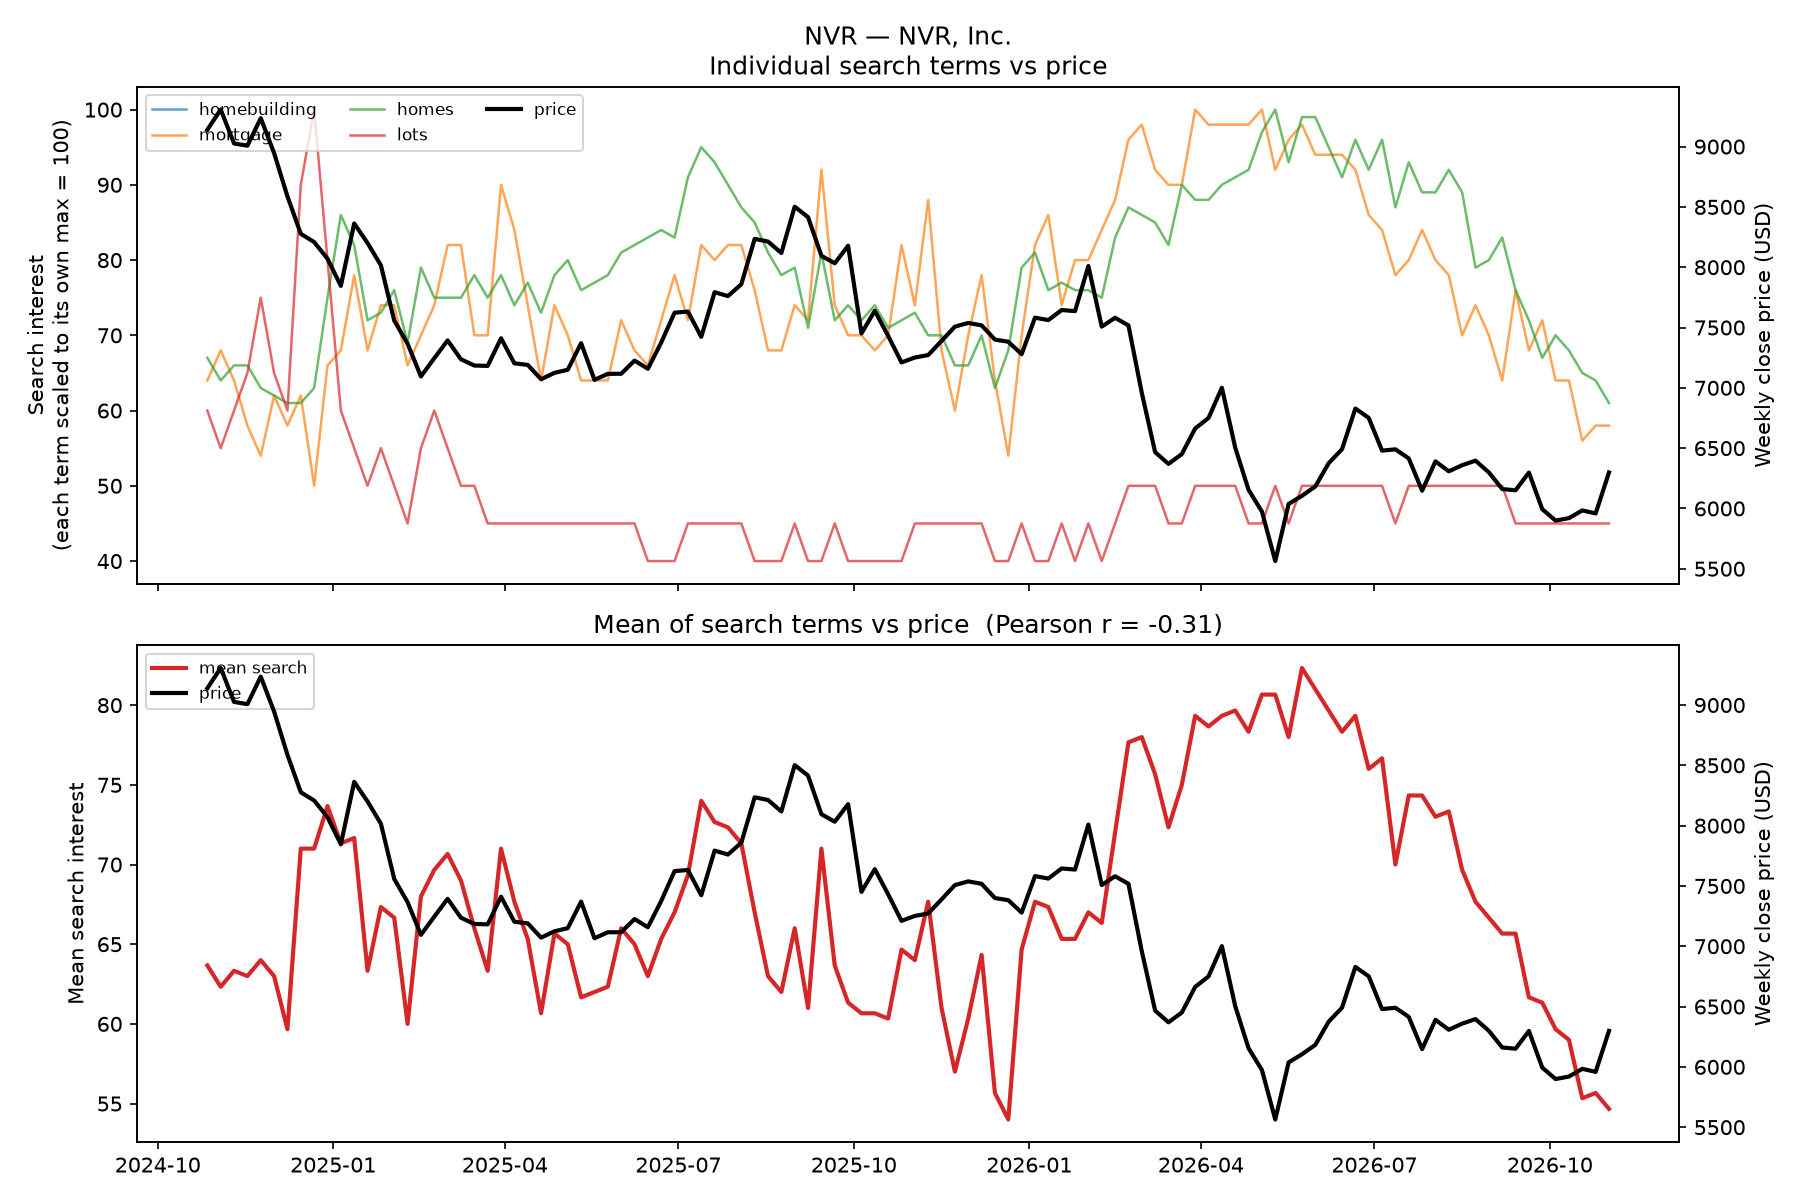 NVR — NVR, Inc.
Individual search terms vs price
homebuilding
mortgage
homes
lots
price
Search interest
(each term scaled to its own max = 100)
100
90
80
70
60
50
40
Weekly close price (USD)
9000
8500
8000
7500
7000
6500
6000
5500
Mean of search terms vs price (Pearson r = -0.31)
mean search
price
Mean search interest
80
75
70
65
60
55
Weekly close price (USD)
9000
8500
8000
7500
7000
6500
6000
5500
2024-10 2025-01 2025-04 2025-07 2025-10 2026-01 2026-04 2026-07 2026-10